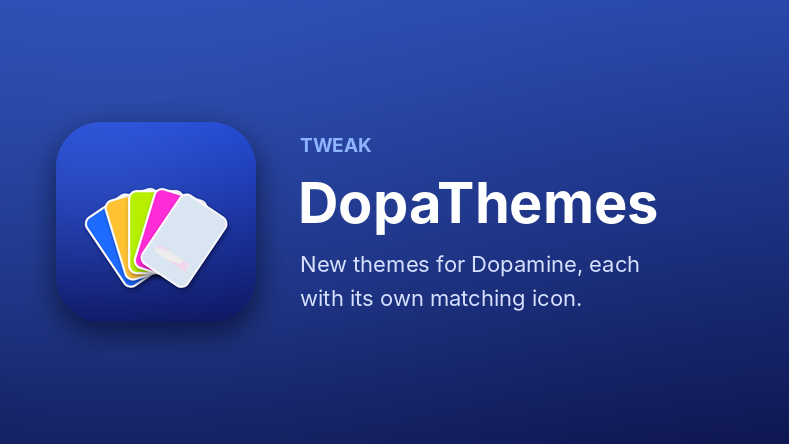 TWEAK
DopaThemes
New themes for Dopamine, each
with its own matching icon.